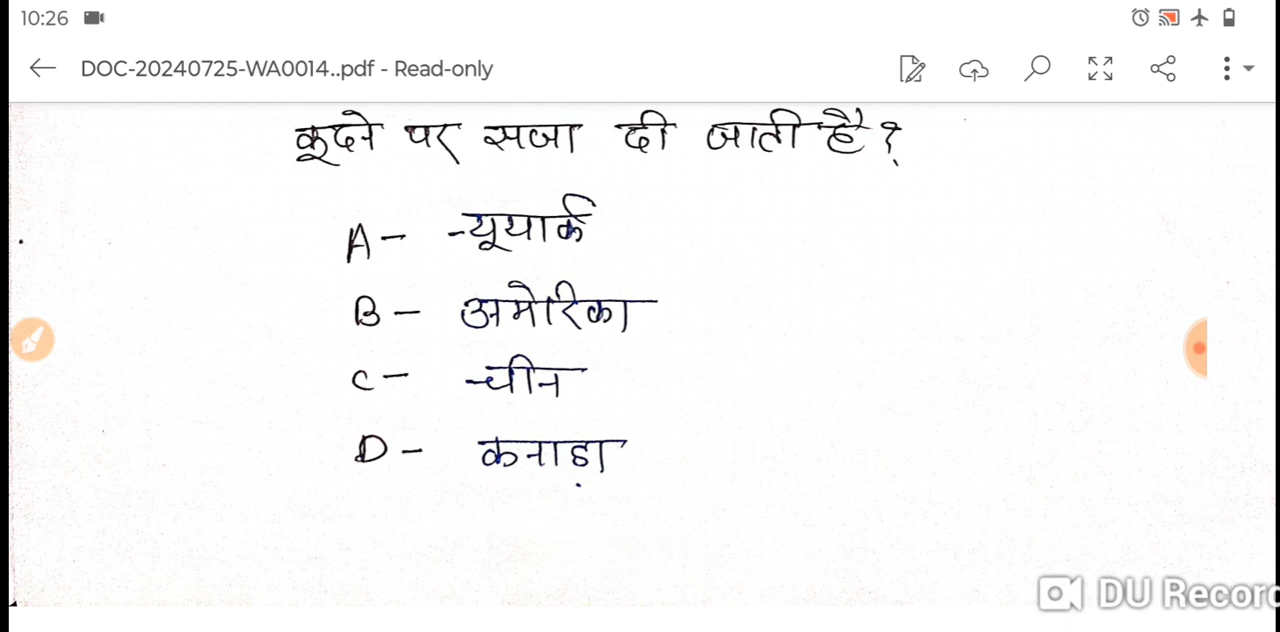 10:26
DOC-20240725-WA0014..pdf - Read-only
कूदने पर सजा दी जाती है ?
A - न्यूयार्क
B - अमेरिका
C - चीन
D - कनाड़ा
DU Recor